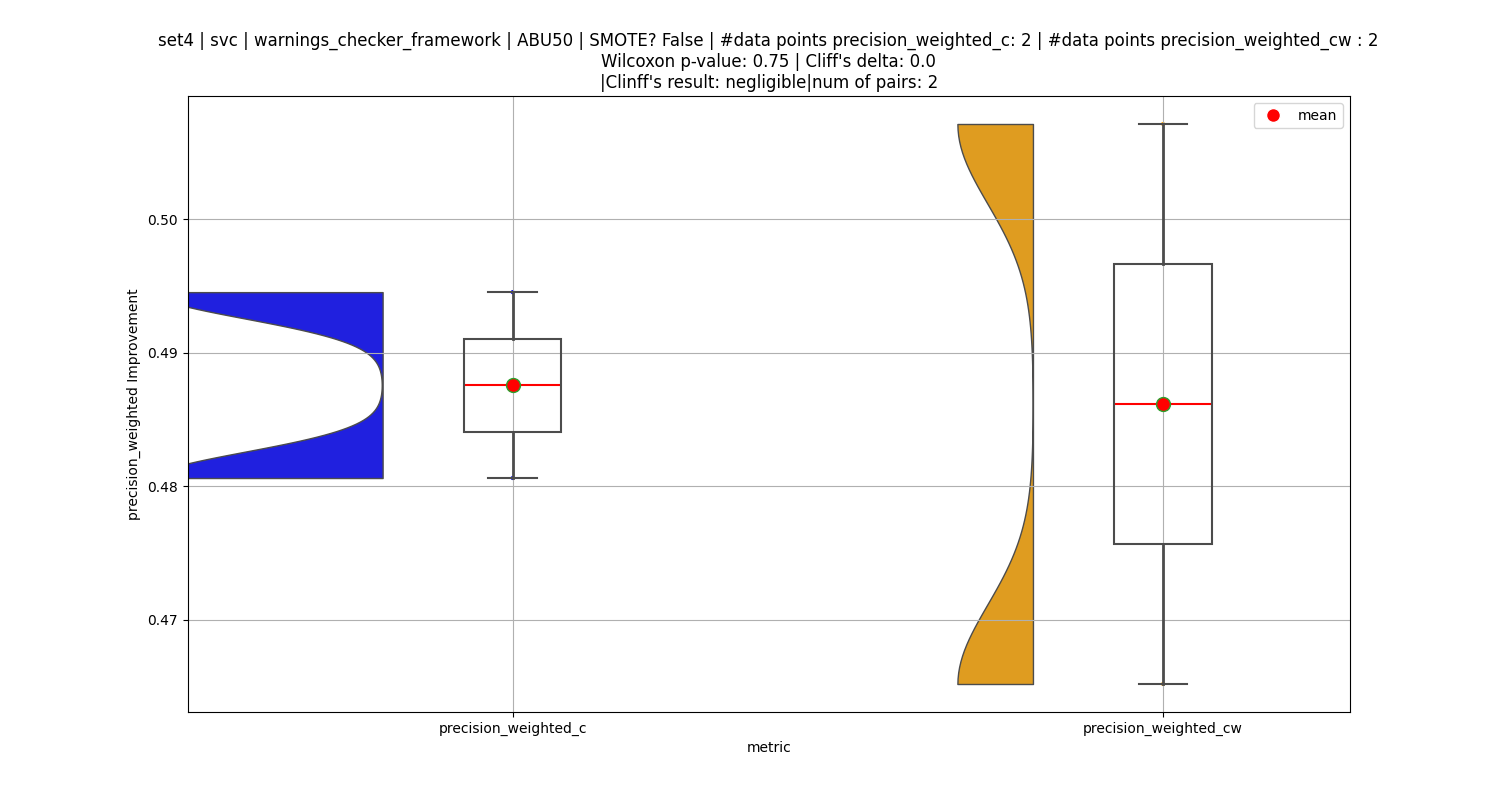 set4 | svc | warnings_checker_framework | ABU50 | SMOTE? False | #data points precision_weighted_c: 2 | #data points precision_weighted_cw : 2
Wilcoxon p-value: 0.75 | Cliff's delta: 0.0
|Clinff's result: negligible|num of pairs: 2
mean
0.50
0.49
0.48
0.47
precision_weighted Improvement
precision_weighted_c
precision_weighted_cw
metric